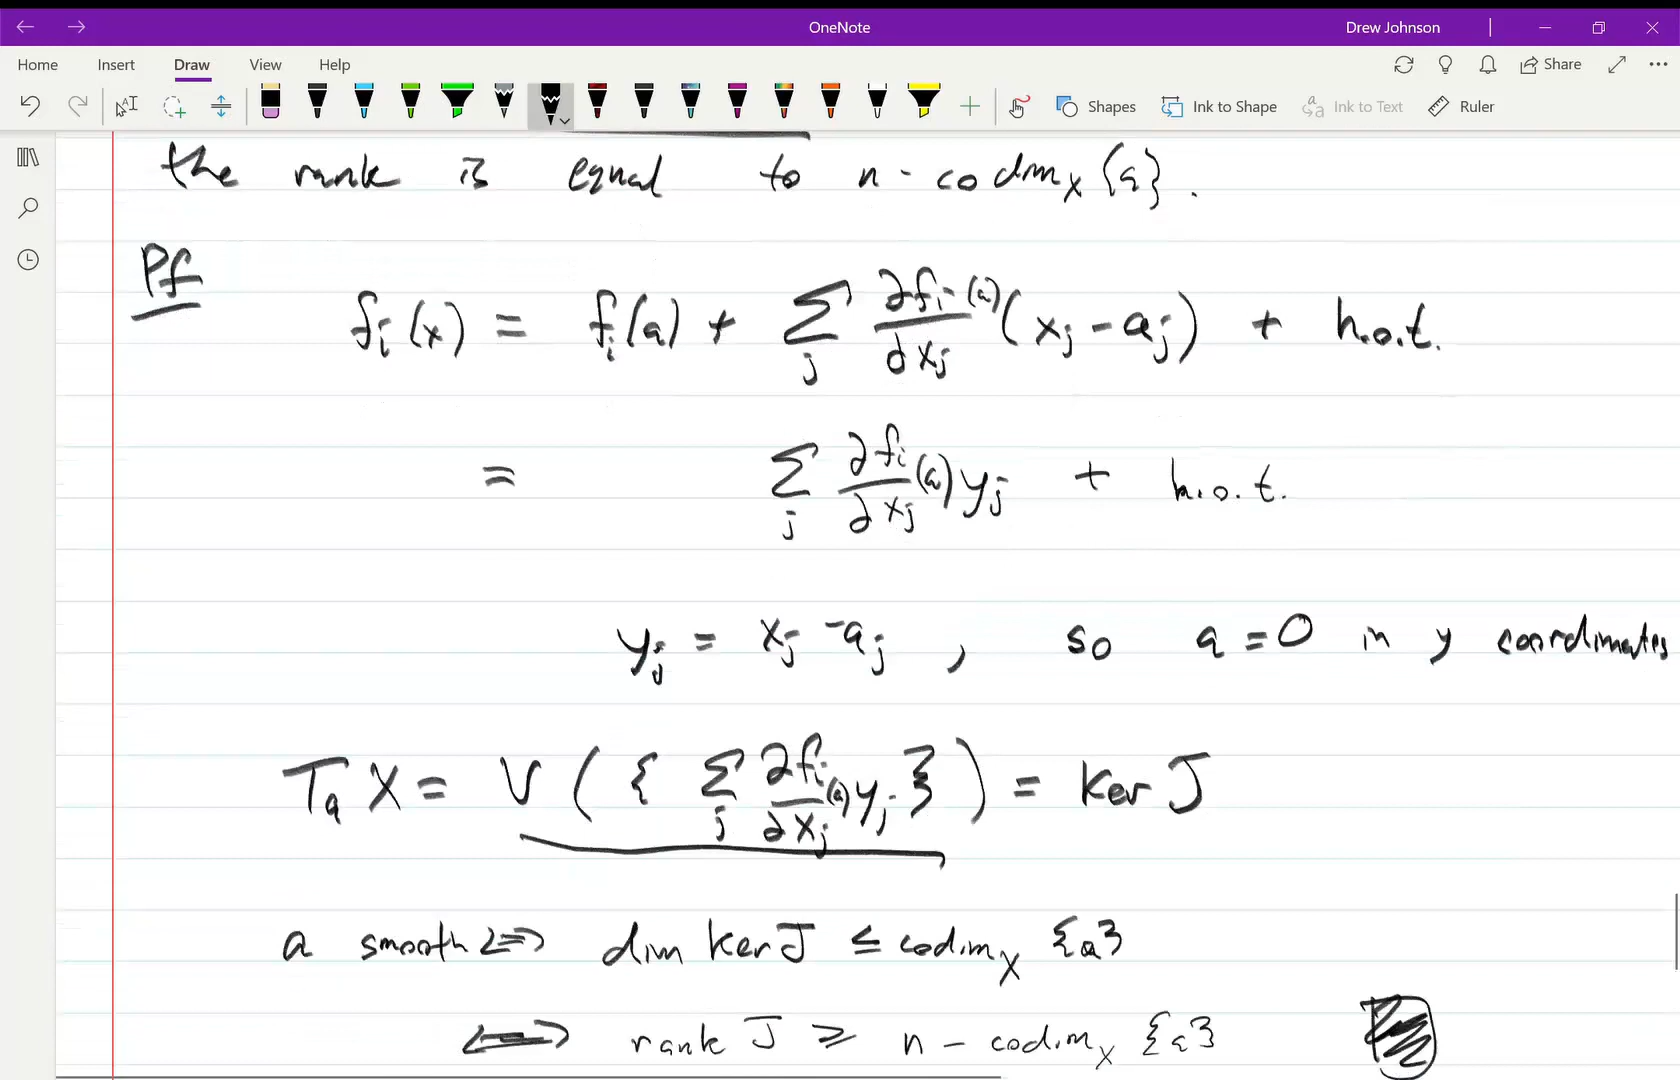 OneNote
Drew Johnson
Home Insert Draw View Help
Share
Shapes Ink to Shape Ink to Text Ruler
the rank is equal to n - codim_X {a}.
Pf
f_i(x) = f_i(a) + Σ_j ∂f_i(a)/∂x_j (x_j - a_j) + h.o.t.
= Σ_j ∂f_i/∂x_j (a) y_j + h.o.t.
y_j = x_j - a_j , so a = 0 in y coordinates
T_a X = V ( { Σ_j ∂f_i/∂x_j (a) y_j } ) = ker J
a smooth <=> dim ker J ≤ codim_X {a}
<=> rank J ≥ n - codim_X {a}